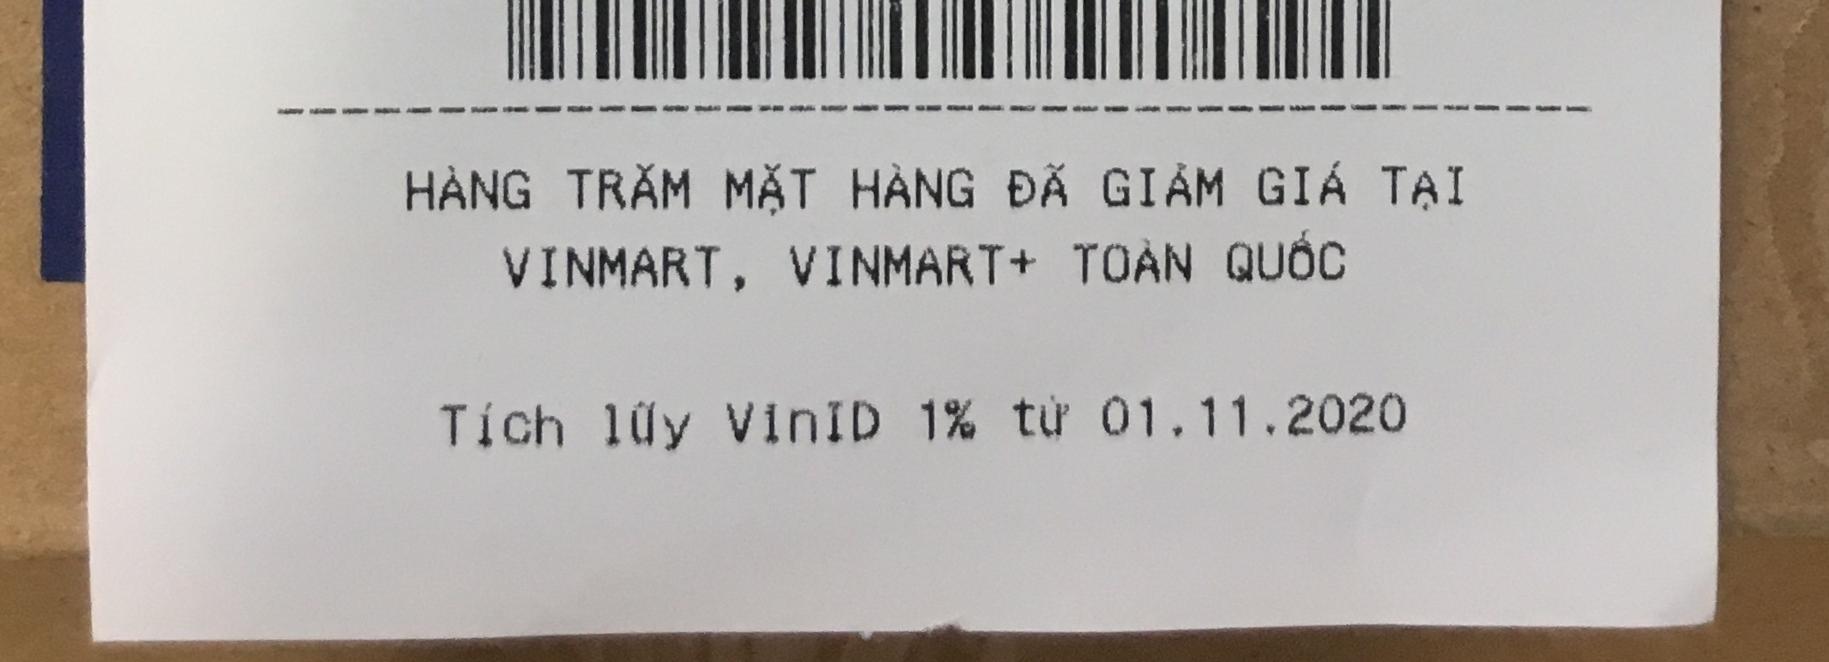 HÀNG TRĂM MẶT HÀNG ĐÃ GIẢM GIÁ TẠI
VINMART, VINMART+ TOÀN QUỐC
Tích lũy VinID 1% từ 01.11.2020